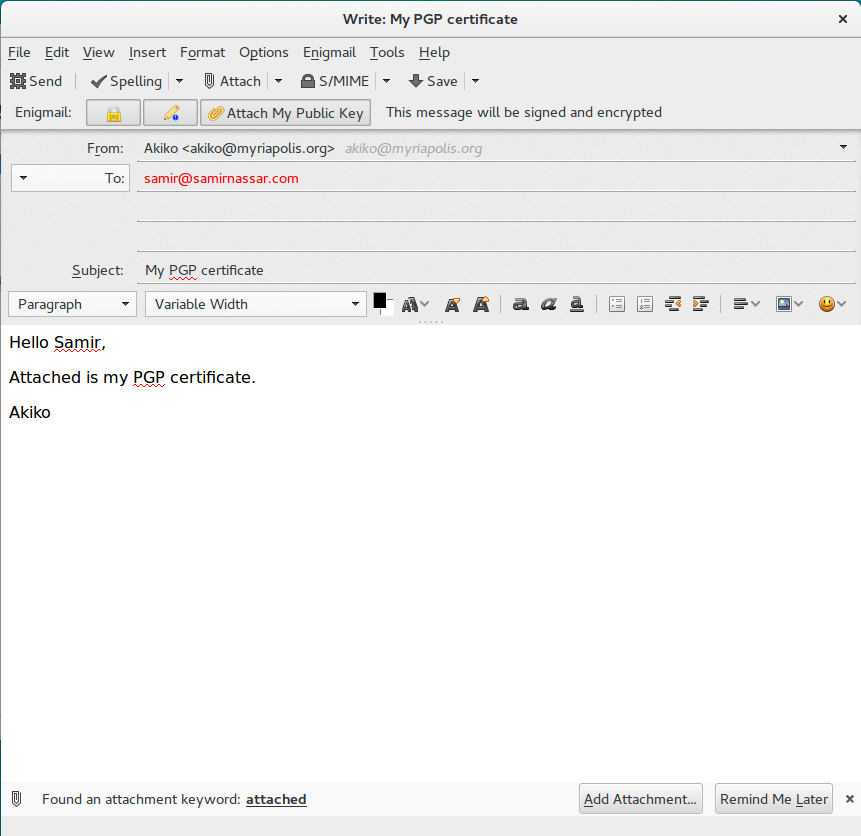 Write: My PGP certificate
File Edit View Insert Format Options Enigmail Tools Help
Send Spelling Attach S/MIME Save
Enigmail: Attach My Public Key This message will be signed and encrypted
From: Akiko <akiko@myriapolis.org> akiko@myriapolis.org
To: samir@samirnassar.com
Subject: My PGP certificate
Paragraph Variable Width
Hello Samir,
Attached is my PGP certificate.
Akiko
Found an attachment keyword: attached Add Attachment... Remind Me Later